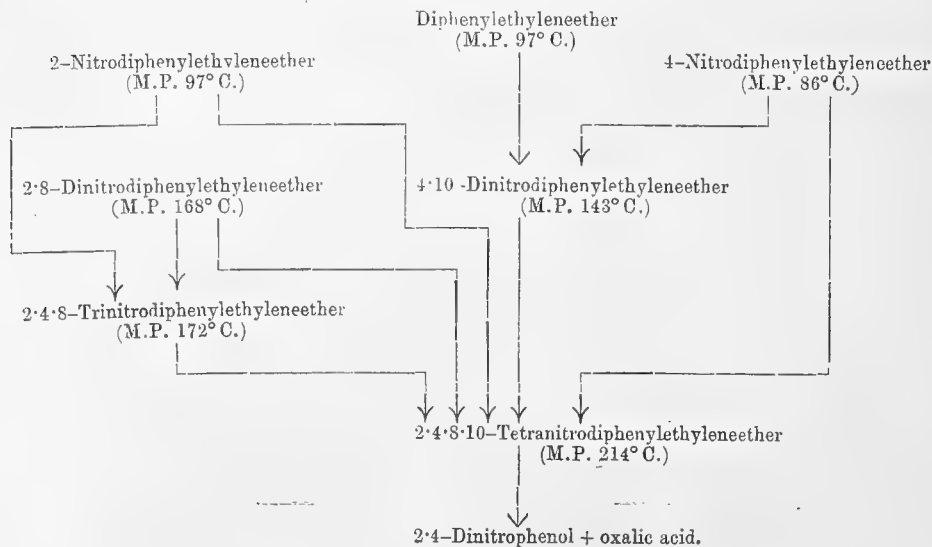 Diphenylethyleneether
(M.P. 97° C.)
2–Nitrodiphenylethyleneether
(M.P. 97° C.)
4–Nitrodiphenylethyleneether
(M.P. 86° C.)
2·8–Dinitrodiphenylethyleneether
(M.P. 168° C.)
4·10 -Dinitrodiphenylethyleneether
(M.P. 143° C.)
2·4·8–Trinitrodiphenylethyleneether
(M.P. 172° C.)
2·4·8·10–Tetranitrodiphenylethyleneether
(M.P. 214° C.)
2·4–Dinitrophenol + oxalic acid.